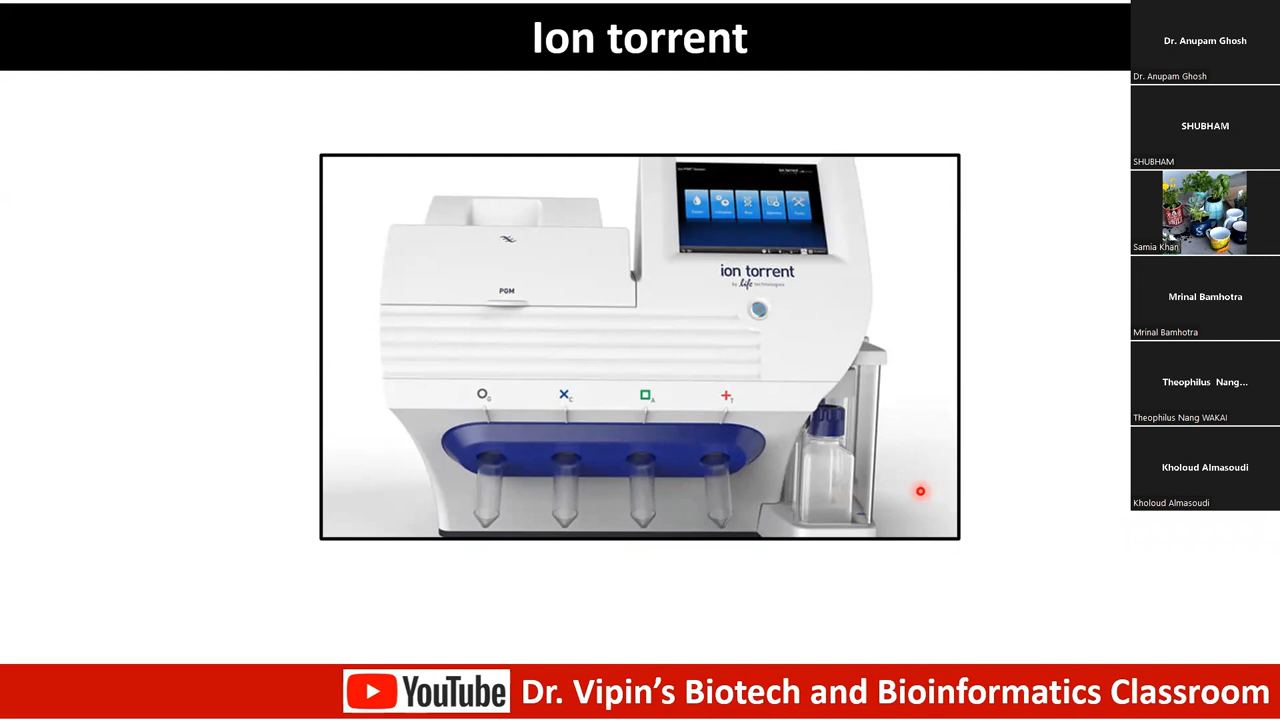 Ion torrent
ion torrent
by life technologies
PGM
G
C
A
T
YouTube
Dr. Vipin's Biotech and Bioinformatics Classroom
Dr. Anupam Ghosh
Dr. Anupam Ghosh
SHUBHAM
SHUBHAM
Samia Khan
Mrinal Bamhotra
Mrinal Bamhotra
Theophilus Nang...
Theophilus Nang WAKAI
Kholoud Almasoudi
Kholoud Almasoudi